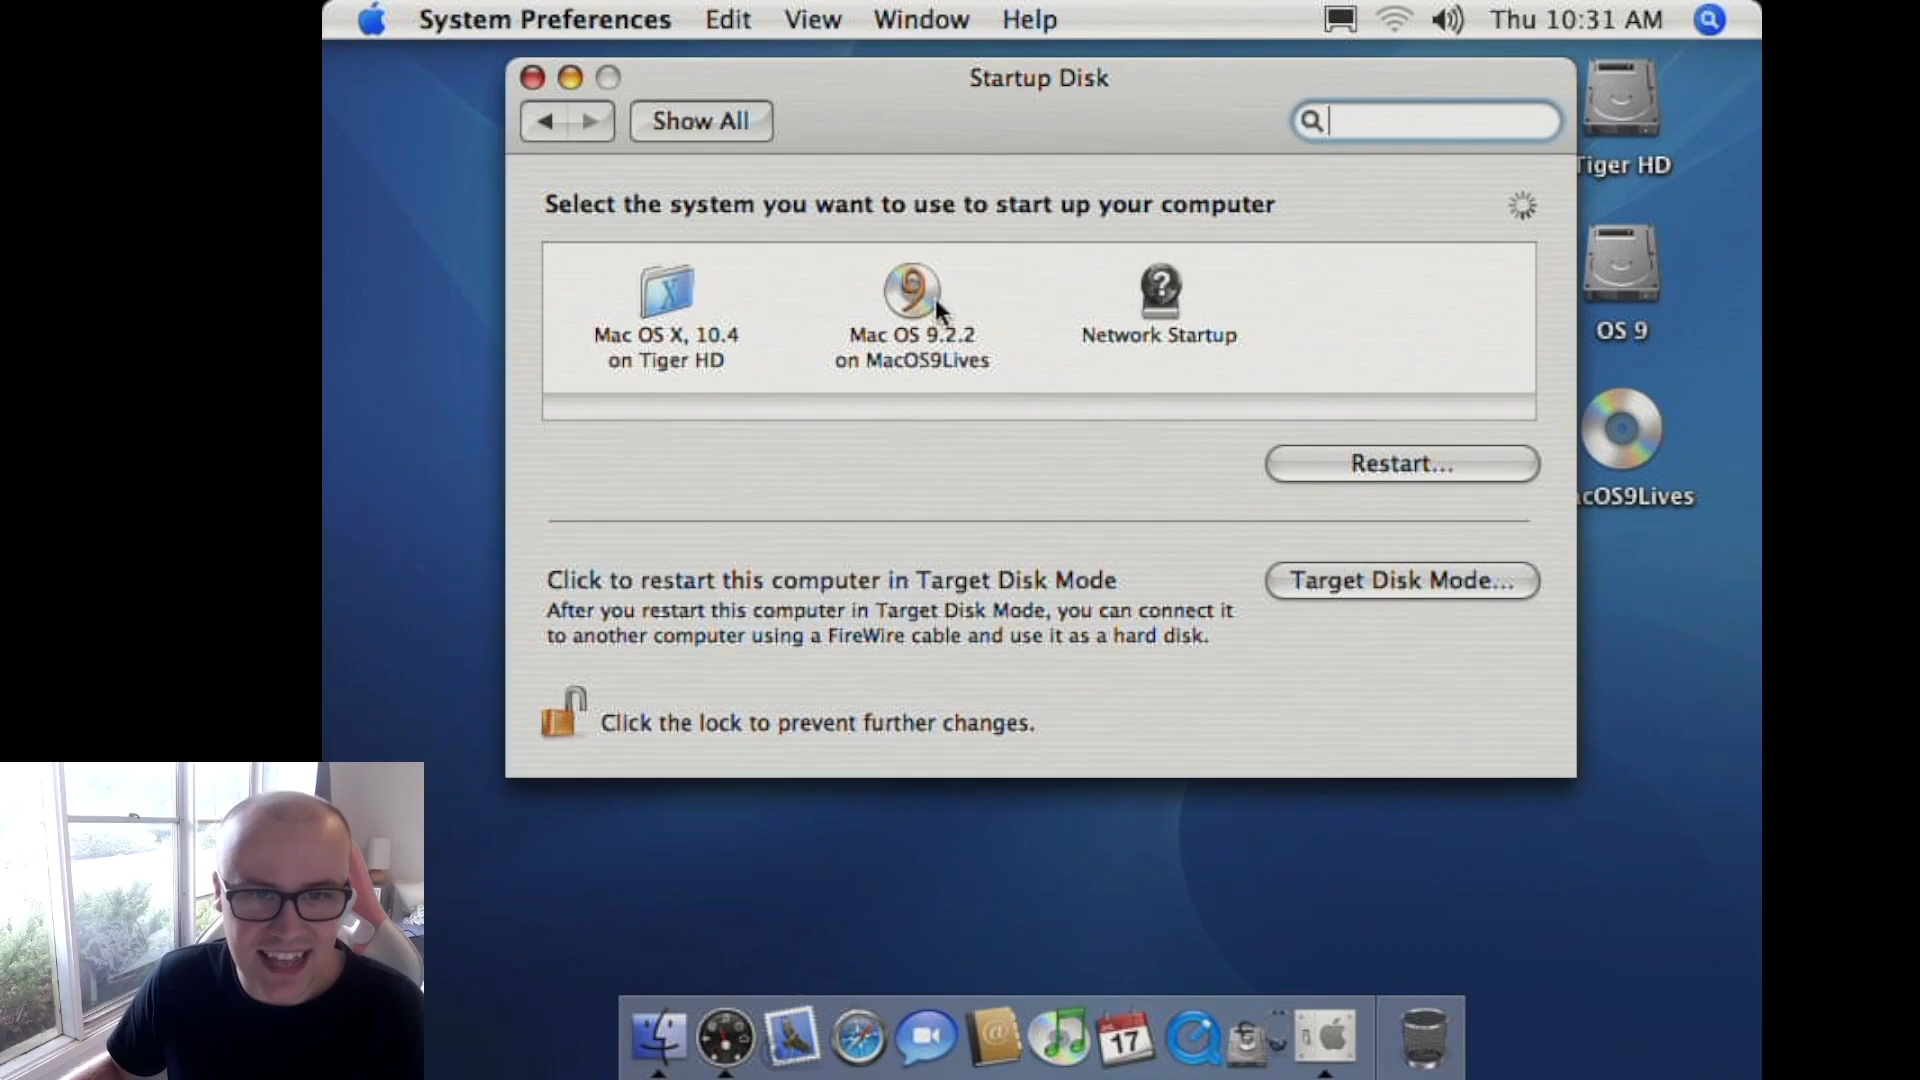 System Preferences Edit View Window Help Thu 10:31 AM
Startup Disk
Show All
Tiger HD
Select the system you want to use to start up your computer
X
9
?
Mac OS X, 10.4
on Tiger HD
Mac OS 9.2.2
on MacOS9Lives
Network Startup
OS 9
Restart...
cOS9Lives
Click to restart this computer in Target Disk Mode
Target Disk Mode...
After you restart this computer in Target Disk Mode, you can connect it
to another computer using a FireWire cable and use it as a hard disk.
Click the lock to prevent further changes.
@
17